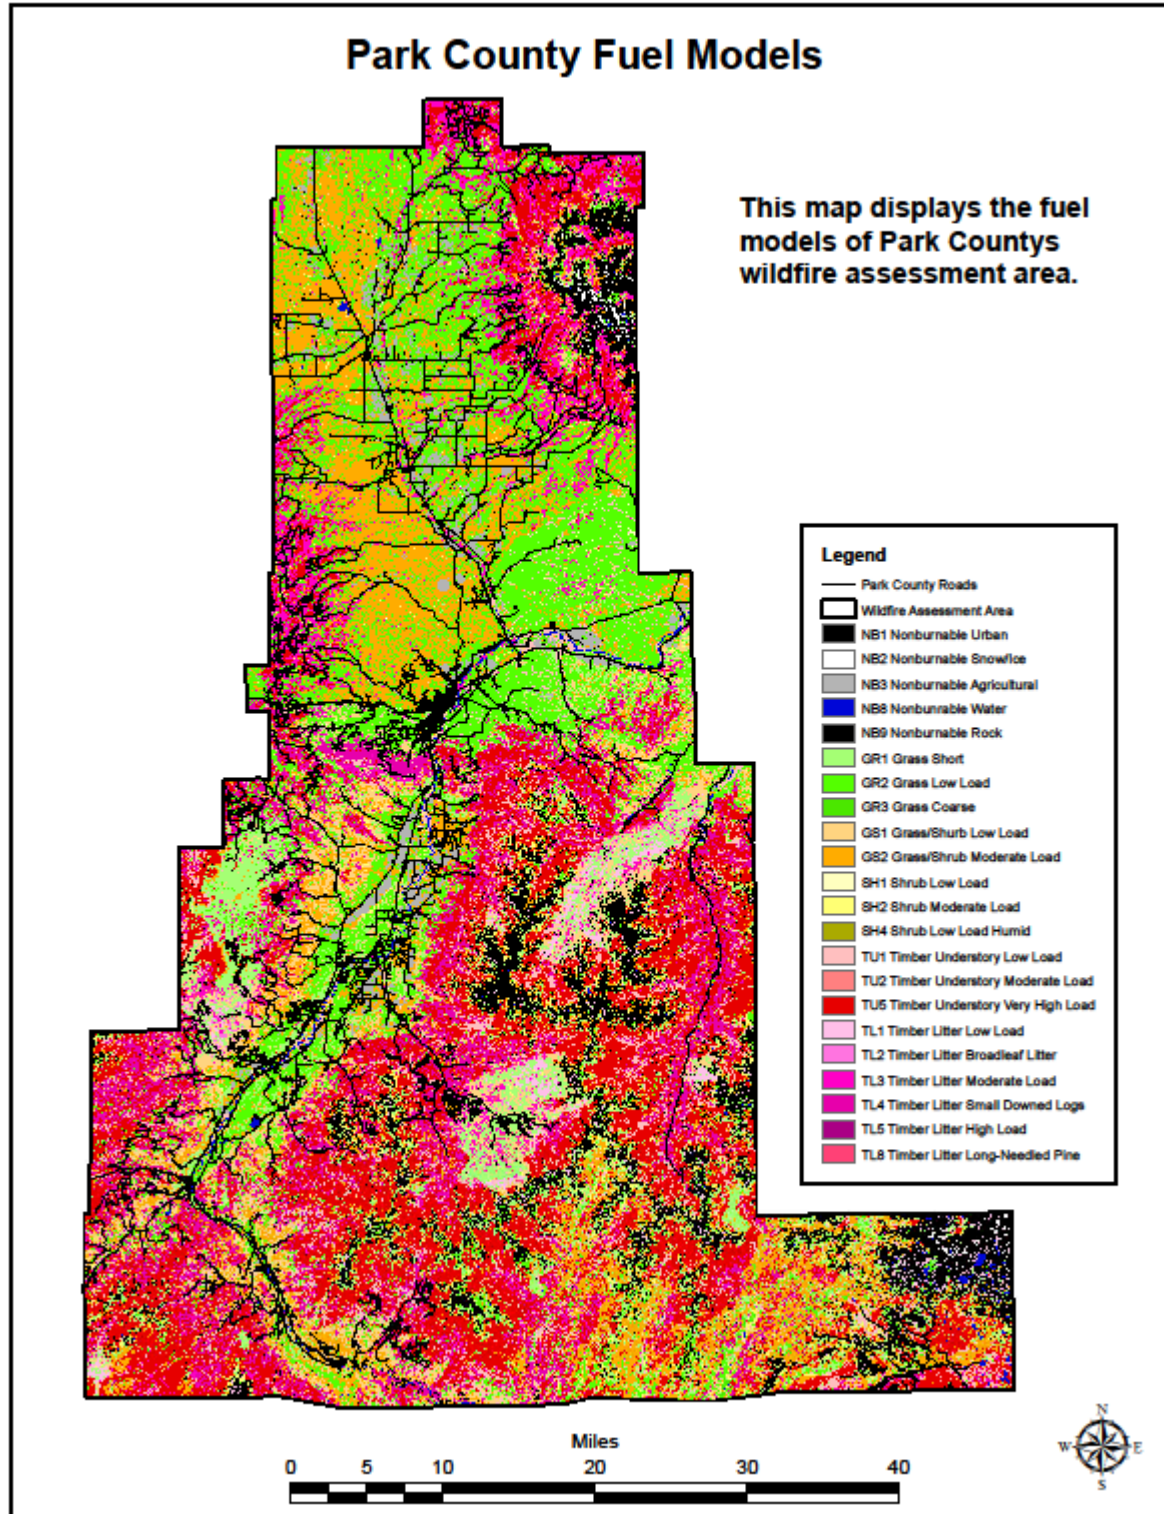 Park County Fuel Models
This map displays the fuel
models of Park Countys
wildfire assessment area.
Legend
Park County Roads
Wildfire Assessment Area
NB1 Nonburnable Urban
NB2 Nonburnable Snow/Ice
NB3 Nonburnable Agricultural
NB8 Nonbunrable Water
NB9 Nonburnable Rock
GR1 Grass Short
GR2 Grass Low Load
GR3 Grass Coarse
GS1 Grass/Shurb Low Load
GS2 Grass/Shrub Moderate Load
SH1 Shrub Low Load
SH2 Shrub Moderate Load
SH4 Shrub Low Load Humid
TU1 Timber Understory Low Load
TU2 Timber Understory Moderate Load
TU5 Timber Understory Very High Load
TL1 Timber Litter Low Load
TL2 Timber Litter Broadleaf Litter
TL3 Timber Litter Moderate Load
TL4 Timber Litter Small Downed Logs
TL5 Timber Litter High Load
TL8 Timber Litter Long-Needled Pine
N
W E
S
Miles
0 5 10 20 30 40